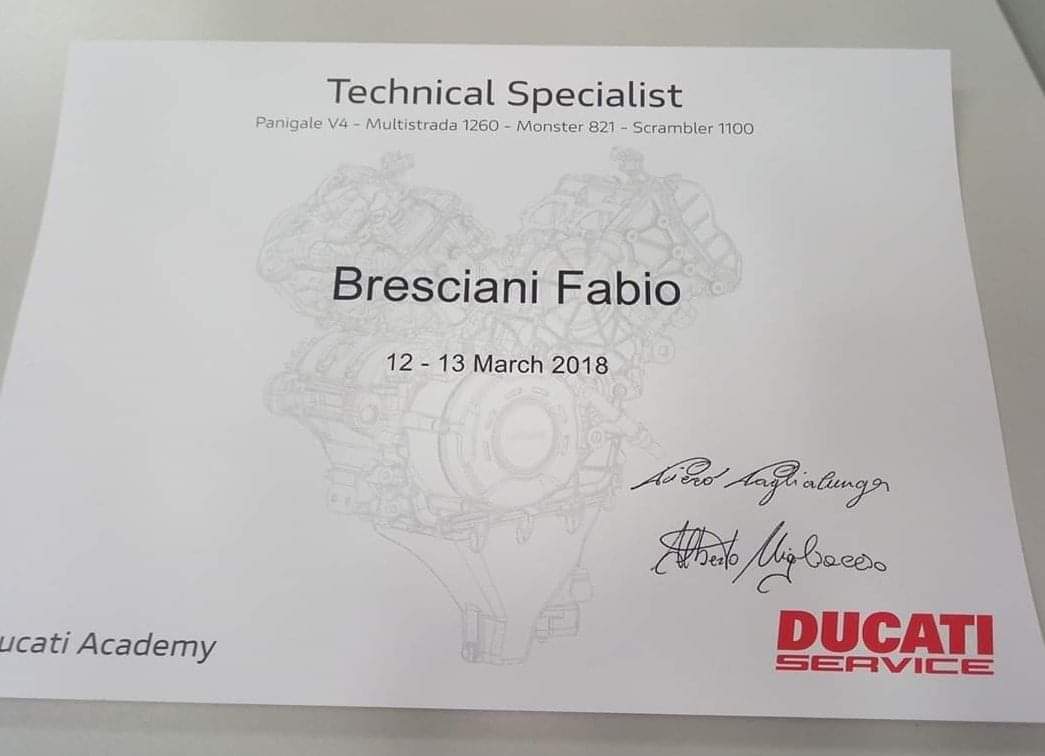 Technical Specialist
Panigale V4 - Multistrada 1260 - Monster 821 - Scrambler 1100
Bresciani Fabio
12 - 13 March 2018
Alberto
ucati Academy
DUCATI
SERVICE